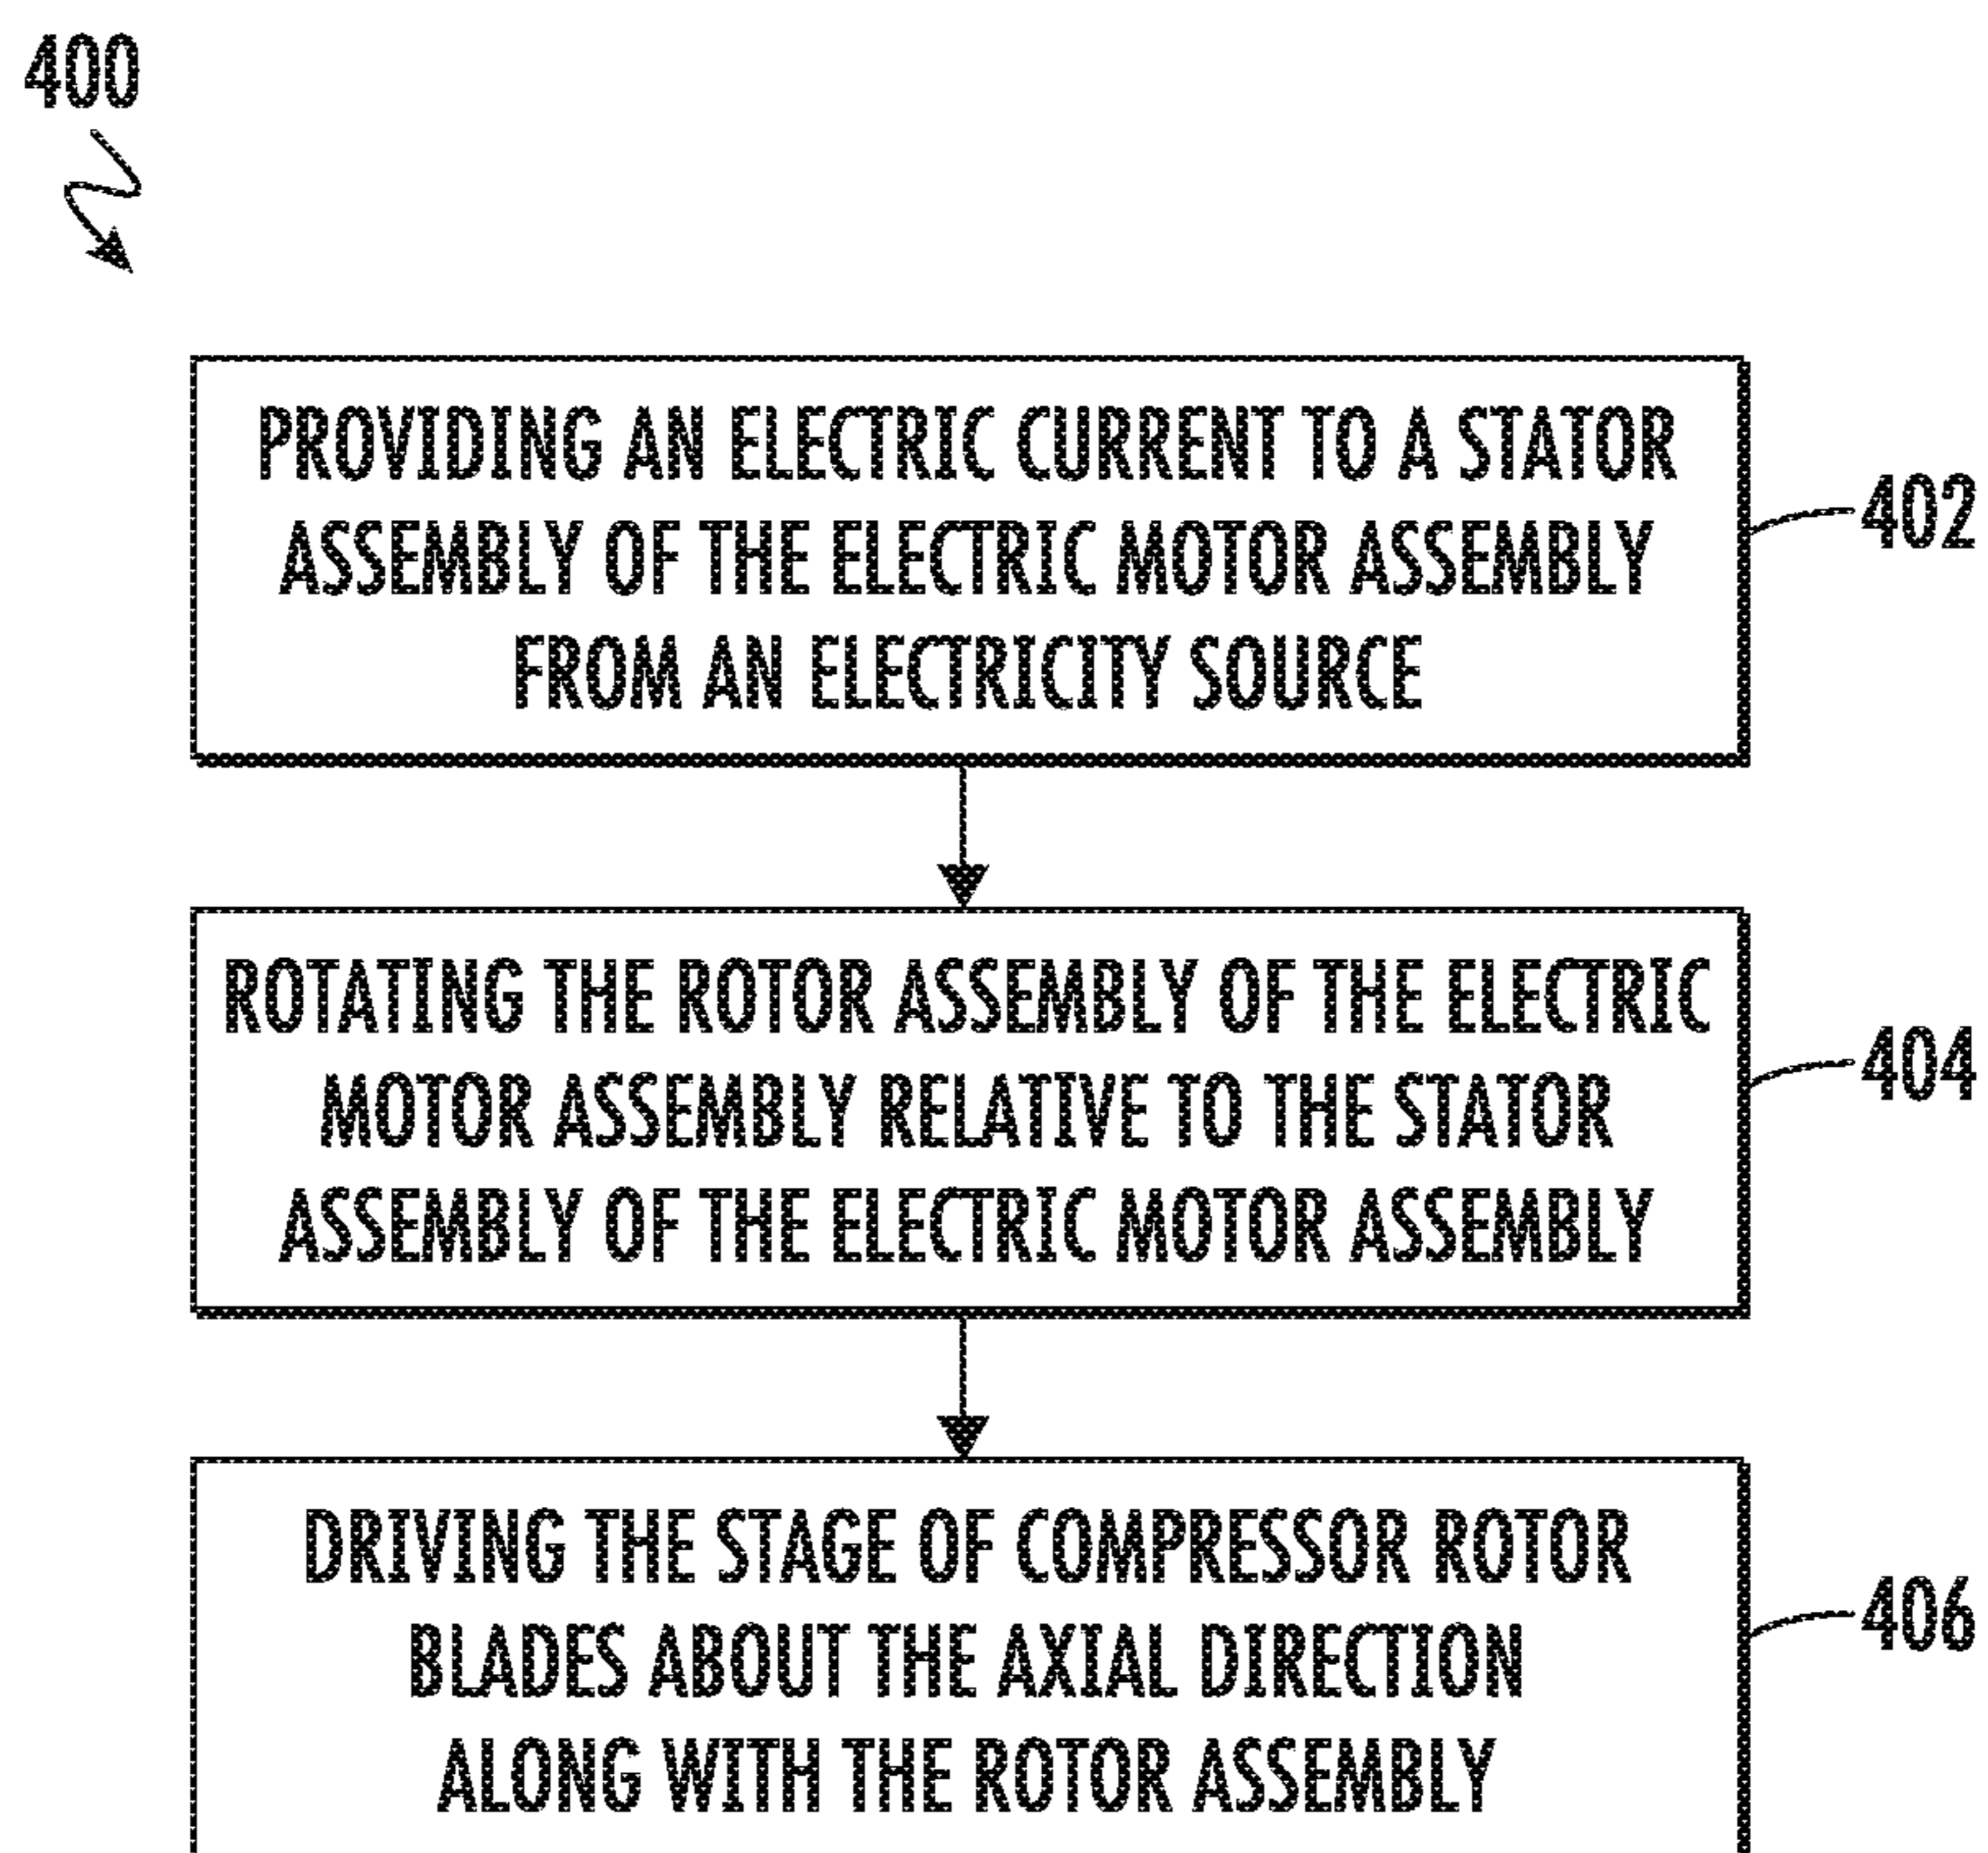 400
PROVIDING AN ELECTRIC CURRENT TO A STATOR
ASSEMBLY OF THE ELECTRIC MOTOR ASSEMBLY
FROM AN ELECTRICITY SOURCE
402
ROTATING THE ROTOR ASSEMBLY OF THE ELECTRIC
MOTOR ASSEMBLY RELATIVE TO THE STATOR
ASSEMBLY OF THE ELECTRIC MOTOR ASSEMBLY
404
DRIVING THE STAGE OF COMPRESSOR ROTOR
BLADES ABOUT THE AXIAL DIRECTION
ALONG WITH THE ROTOR ASSEMBLY
406